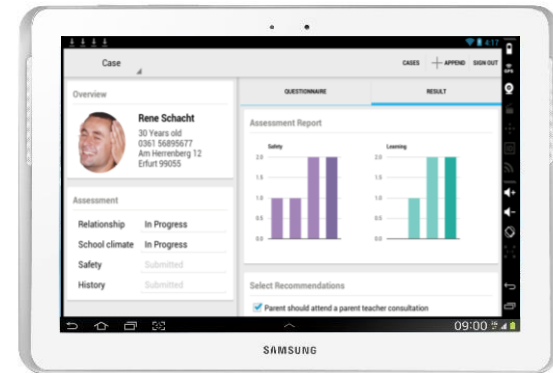 4:17
Case
CASES
APPEND
SIGN OUT
GPS
Overview
Rene Schacht
30 Years old
0361 56895677
Am Herrenberg 12
Erfurt 99055
Assessment
Relationship In Progress
School climate In Progress
Safety Submitted
History Submitted
QUESTIONNAIRE
RESULT
Assessment Report
Safety
2.0
1.5
1.0
0.5
0.0
Learning
2.0
1.5
1.0
0.5
0.0
Select Recommendations
Parent should attend a parent teacher consultation
09:00
SAMSUNG